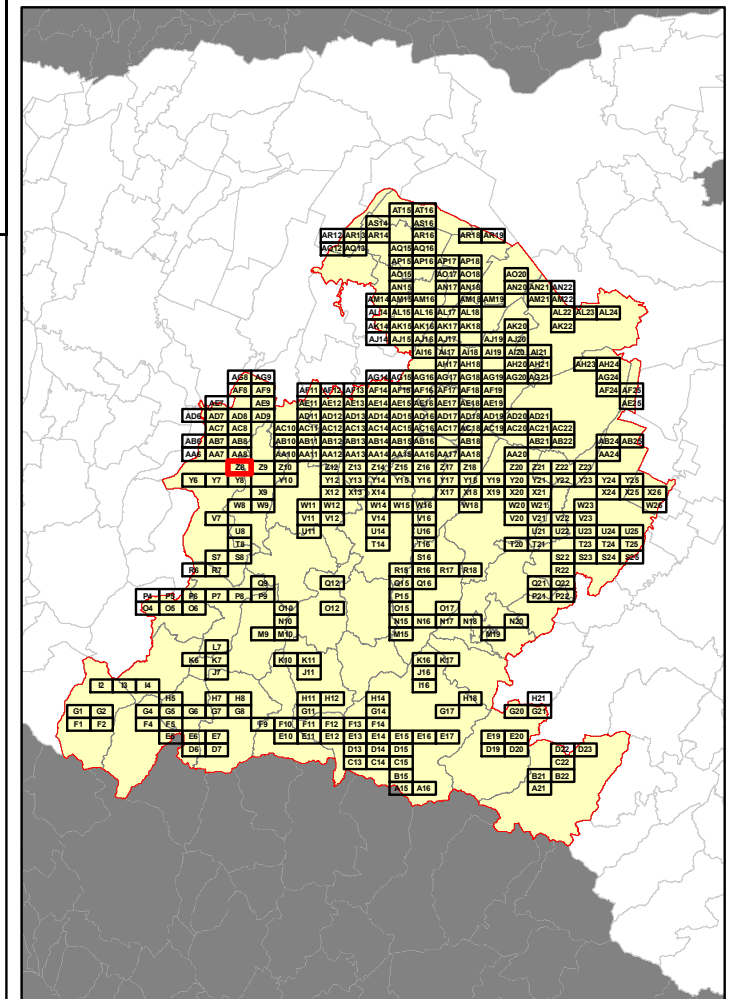 AT15 AT16
AS14 AS16
AR12 AR13 AR14 AR16 AR18 AR19
AQ12 AQ13 AQ15 AQ16
AP15 AP16 AP17 AP18
AO15 AO17 AO18 AO20
AN15 AN17 AN18 AN20 AN21 AN22
AM14 AM15 AM16 AM18 AM19 AM21 AM22
AL14 AL15 AL16 AL17 AL18 AL22 AL23 AL24
AK14 AK15 AK16 AK17 AK18 AK20 AK22
AJ14 AJ15 AJ16 AJ17 AJ19 AJ20
AI16 AI17 AI18 AI19 AI20 AI21
AH17 AH18 AH20 AH21 AH23 AH24
AG8 AG9 AG14 AG15 AG16 AG17 AG18 AG19 AG20 AG21 AG24
AF8 AF9 AF11 AF12 AF13 AF14 AF15 AF16 AF17 AF18 AF19 AF24 AF25
AE7 AE9 AE11 AE12 AE13 AE14 AE15 AE16 AE17 AE18 AE19 AE25
AD6 AD7 AD8 AD9 AD11 AD12 AD13 AD14 AD15 AD16 AD17 AD18 AD19 AD20 AD21
AC7 AC8 AC10 AC11 AC12 AC13 AC14 AC15 AC16 AC17 AC18 AC19 AC20 AC21 AC22
AB6 AB7 AB8 AB10 AB11 AB12 AB13 AB14 AB15 AB16 AB17 AB18 AB21 AB22 AB24 AB25
AA6 AA7 AA8 AA10 AA11 AA12 AA13 AA14 AA15 AA16 AA17 AA18 AA20 AA24
Z8 Z9 Z10 Z12 Z13 Z14 Z15 Z16 Z17 Z18 Z20 Z21 Z22 Z23
Y6 Y7 Y8 Y10 Y12 Y13 Y14 Y15 Y16 Y17 Y18 Y19 Y20 Y21 Y22 Y23 Y24 Y25
X9 X12 X13 X14 X17 X18 X19 X20 X21 X24 X25 X26
W8 W9 W11 W12 W14 W15 W16 W18 W20 W21 W23 W26
V7 V11 V12 V14 V16 V20 V21 V22 V23
U8 U11 U14 U16 U21 U22 U23 U24 U25
T8 T14 T16 T20 T21 T23 T24 T25
S7 S8 S16 S22 S23 S24 S25
R6 R7 R15 R16 R17 R18 R22
Q9 Q12 Q15 Q16 Q21 Q22
P4 P5 P6 P7 P8 P9 P15 P21 P22
O4 O5 O6 O10 O12 O15 O17
N10 N15 N16 N17 N18 N20
M9 M10 M15 M19
L7
K6 K7 K10 K11 K16 K17
J7 J11 J16
I2 I3 I4 I16
H5 H7 H8 H11 H12 H14 H18 H21
G1 G2 G4 G5 G6 G7 G8 G11 G14 G17 G20 G21
F1 F2 F4 F5 F9 F10 F11 F12 F13 F14
E5 E6 E7 E10 E11 E12 E13 E14 E15 E16 E17 E19 E20
D6 D7 D13 D14 D15 D19 D20 D22 D23
C13 C14 C15 C22
B15 B21 B22
A15 A16 A21